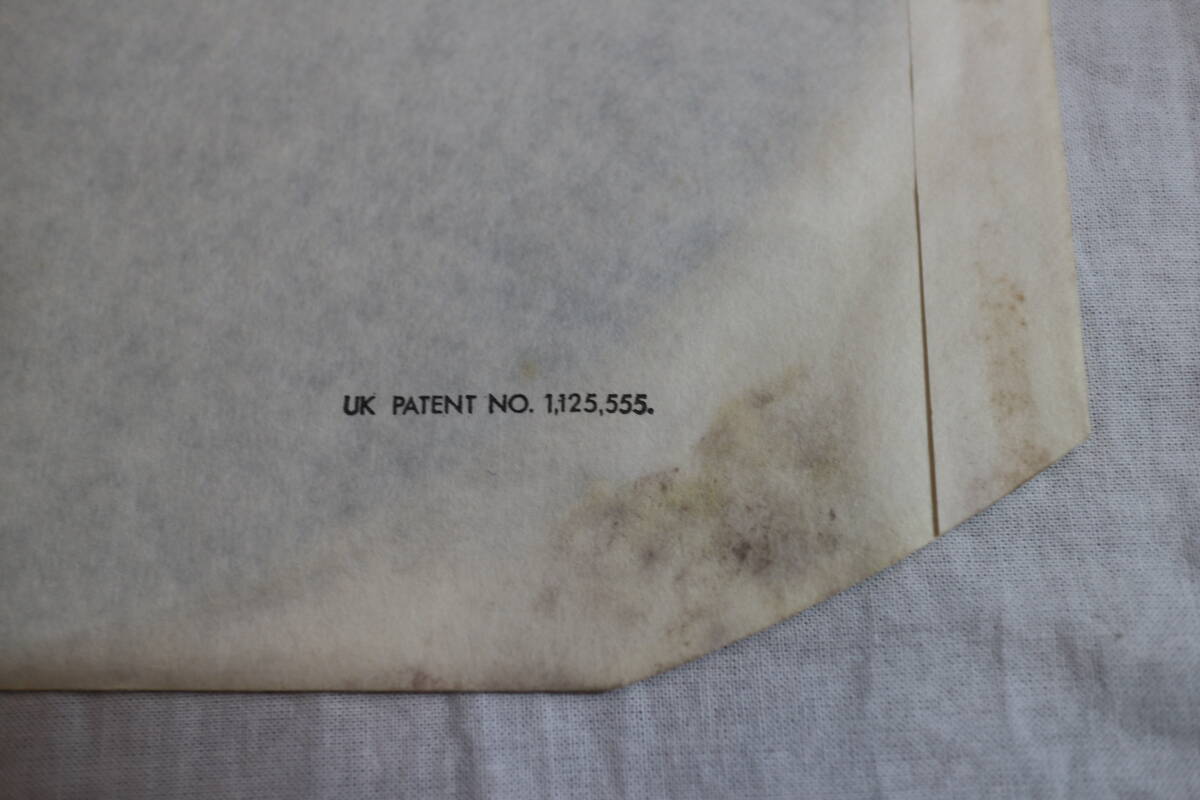 UK PATENT NO. 1,125,555.